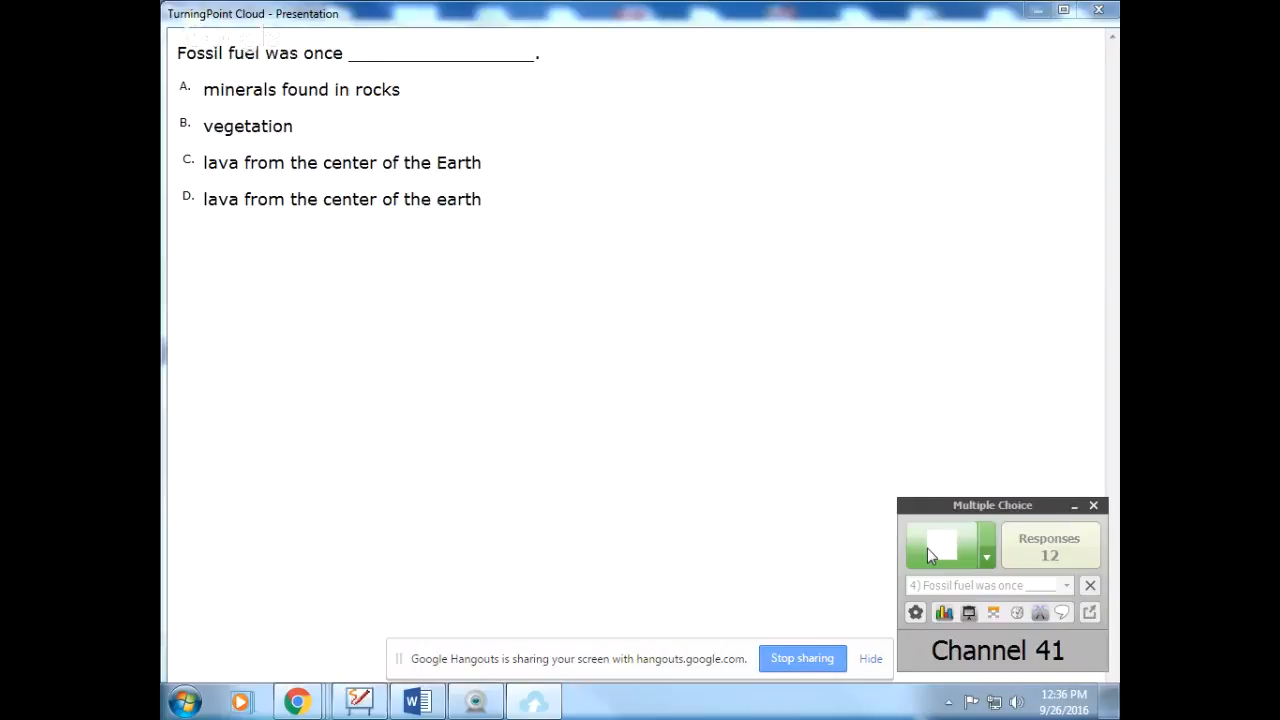 TurningPoint Cloud - Presentation
Fossil fuel was once ____________________.
A. minerals found in rocks
B. vegetation
C. lava from the center of the Earth
D. lava from the center of the earth
Multiple Choice
Responses
12
4) Fossil fuel was once _____
Channel 41
Google Hangouts is sharing your screen with hangouts.google.com.
Stop sharing
Hide
12:36 PM
9/26/2016